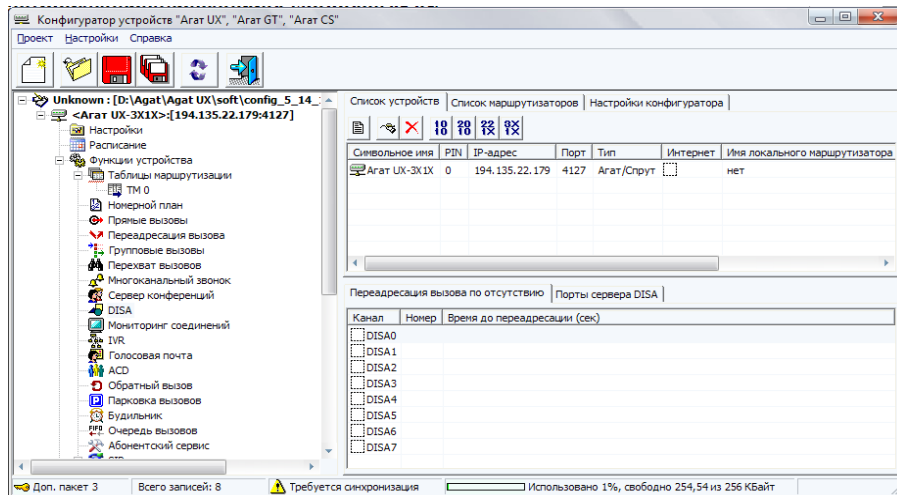 Конфигуратор устройств "Агат UX", "Агат GT", "Агат CS"
Проект Настройки Справка
Unknown : [D:\Agat\Agat UX\soft\config_5_14_
<Агат UX-3X1X>:[194.135.22.179:4127]
Настройки
Расписание
Функции устройства
Таблицы маршрутизации
ТМ 0
Номерной план
Прямые вызовы
Переадресация вызова
Групповые вызовы
Перехват вызовов
Многоканальный звонок
Сервер конференций
DISA
Мониторинг соединений
IVR
Голосовая почта
ACD
Обратный вызов
Парковка вызовов
Будильник
Очередь вызовов
Абонентский сервис
SIP
Список устройств Список маршрутизаторов Настройки конфигуратора
Символьное имя PIN IP-адрес Порт Тип Интернет Имя локального маршрутизатора
Агат UX-3X1X 0 194.135.22.179 4127 Агат/Спрут нет
Переадресация вызова по отсутствию Порты сервера DISA
Канал Номер Время до переадресации (сек)
DISA0
DISA1
DISA2
DISA3
DISA4
DISA5
DISA6
DISA7
Доп. пакет 3 Всего записей: 8 Требуется синхронизация Использовано 1%, свободно 254,54 из 256 КБайт